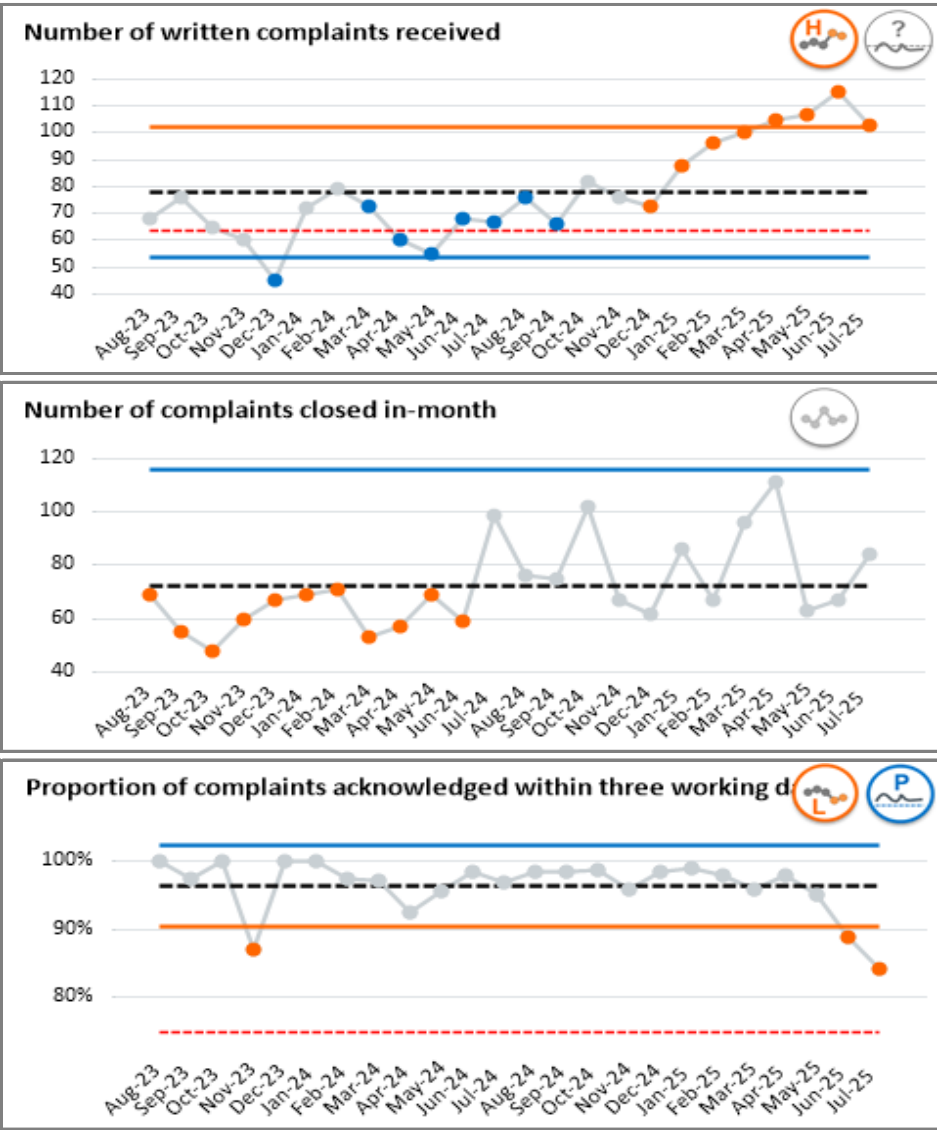 Number of written complaints received
H
?
120
110
100
90
80
70
60
50
40
Aug-23
Sep-23
Oct-23
Nov-23
Dec-23
Jan-24
Feb-24
Mar-24
Apr-24
May-24
Jun-24
Jul-24
Aug-24
Sep-24
Oct-24
Nov-24
Dec-24
Jan-25
Feb-25
Mar-25
Apr-25
May-25
Jun-25
Jul-25
Number of complaints closed in-month
120
100
80
60
40
Aug-23
Sep-23
Oct-23
Nov-23
Dec-23
Jan-24
Feb-24
Mar-24
Apr-24
May-24
Jun-24
Jul-24
Aug-24
Sep-24
Oct-24
Nov-24
Dec-24
Jan-25
Feb-25
Mar-25
Apr-25
May-25
Jun-25
Jul-25
Proportion of complaints acknowledged within three working
L
P
100%
90%
80%
Aug-23
Sep-23
Oct-23
Nov-23
Dec-23
Jan-24
Feb-24
Mar-24
Apr-24
May-24
Jun-24
Jul-24
Aug-24
Sep-24
Oct-24
Nov-24
Dec-24
Jan-25
Feb-25
Mar-25
Apr-25
May-25
Jun-25
Jul-25